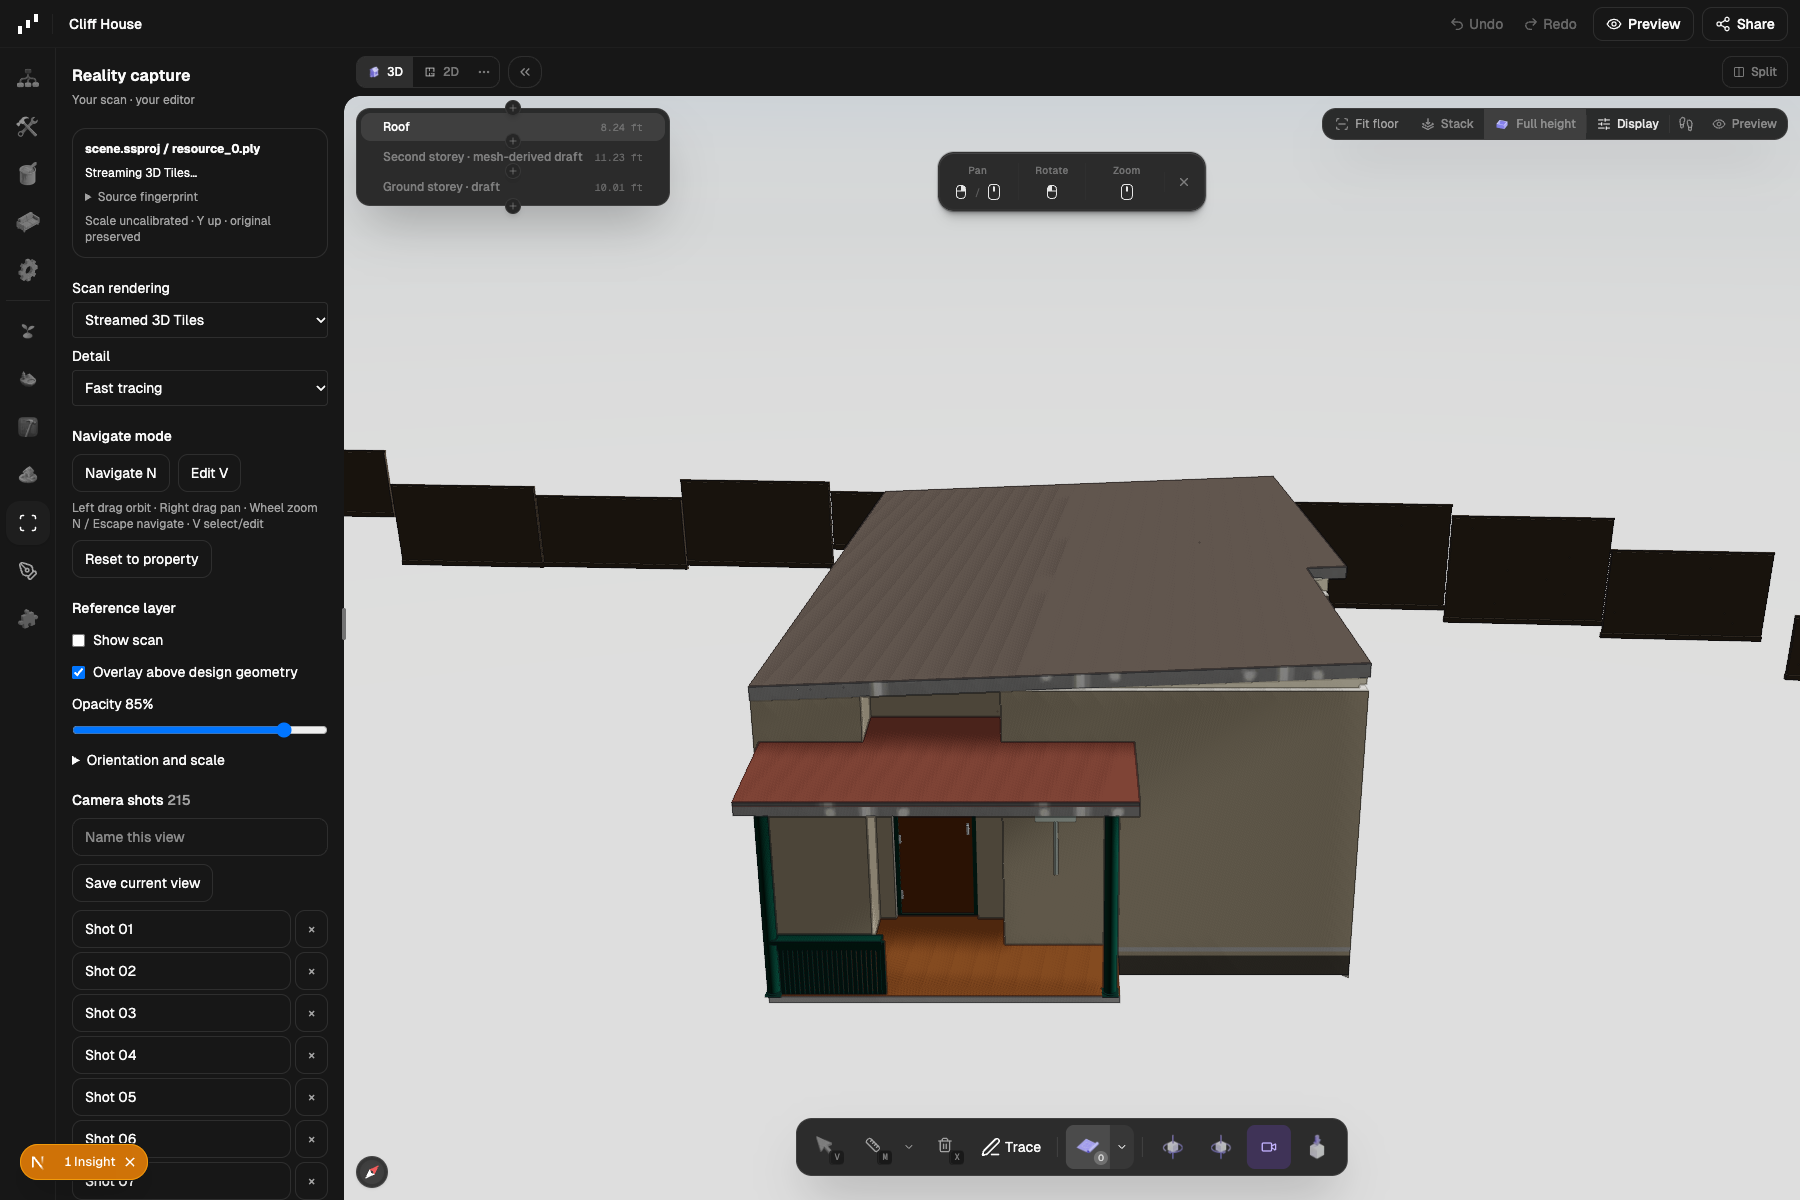 Cliff House
Undo
Redo
Preview
Share
Reality capture
Your scan · your editor
scene.ssproj / resource_0.ply
Streaming 3D Tiles…
Source fingerprint
Scale uncalibrated · Y up · original
preserved
Scan rendering
Streamed 3D Tiles
Detail
Fast tracing
Navigate mode
Navigate N
Edit V
Left drag orbit · Right drag pan · Wheel zoom
N / Escape navigate · V select/edit
Reset to property
Reference layer
Show scan
Overlay above design geometry
Opacity 85%
Orientation and scale
Camera shots 215
Name this view
Save current view
Shot 01 ×
Shot 02 ×
Shot 03 ×
Shot 04 ×
Shot 05 ×
Shot 06 ×
Shot 07 ×
N 1 Insight ×
3D
2D
Split
Roof 8.24 ft
Second storey · mesh-derived draft 11.23 ft
Ground storey · draft 10.01 ft
Fit floor
Stack
Full height
Display
Preview
Pan
Rotate
Zoom
/
V
M
X
Trace
0